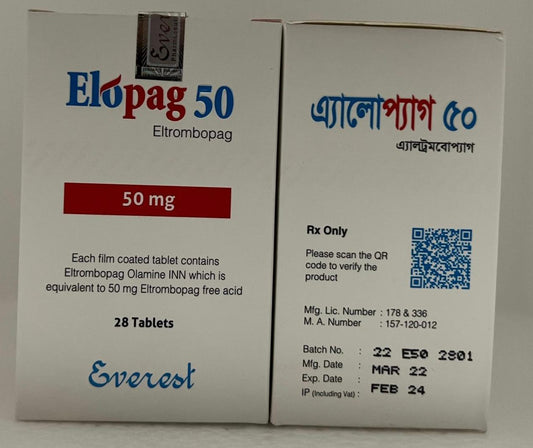 Everest
Elopag 50
Eltrombopag
50 mg
Each film coated tablet contains
Eltrombopag Olamine INN which is
equivalent to 50 mg Eltrombopag free acid
28 Tablets
Everest
এ্যালোপ্যাগ ৫০
এ্যালট্রমবোপ্যাগ
Rx Only
Please scan the QR
code to verify the
product
Mfg. Lic. Number : 178 & 336
M. A. Number : 157-120-012
Batch No. : 22 E50 2801
Mfg. Date : MAR 22
Exp. Date : FEB 24
IP (Including Vat) :